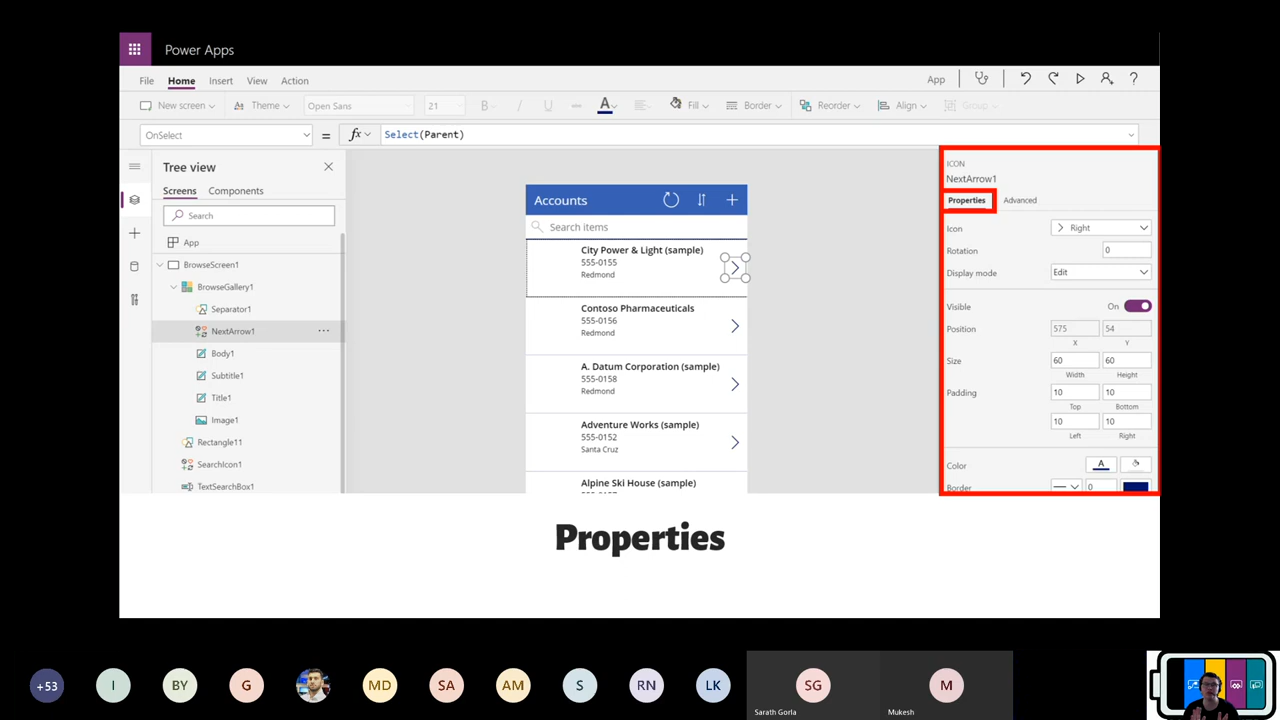 Power Apps
File Home Insert View Action App
New screen Theme Open Sans 21 B I U A Fill Border Reorder Align Group
OnSelect = fx Select(Parent)
Tree view
Screens Components
Search
App
BrowseScreen1
BrowseGallery1
Separator1
NextArrow1 ...
Body1
Subtitle1
Title1
Image1
Rectangle11
SearchIcon1
TextSearchBox1
Accounts
Search items
City Power & Light (sample)
555-0155
Redmond
Contoso Pharmaceuticals
555-0156
Redmond
A. Datum Corporation (sample)
555-0158
Redmond
Adventure Works (sample)
555-0152
Santa Cruz
Alpine Ski House (sample)
ICON
NextArrow1
Properties Advanced
Icon Right
Rotation 0
Display mode Edit
Visible On
Position 575 54
X Y
Size 60 60
Width Height
Padding 10 10
Top Bottom
10 10
Left Right
Color A
Border 0
Properties
+53 I BY G MD SA AM S RN LK SG M
Sarath Gorla Mukesh